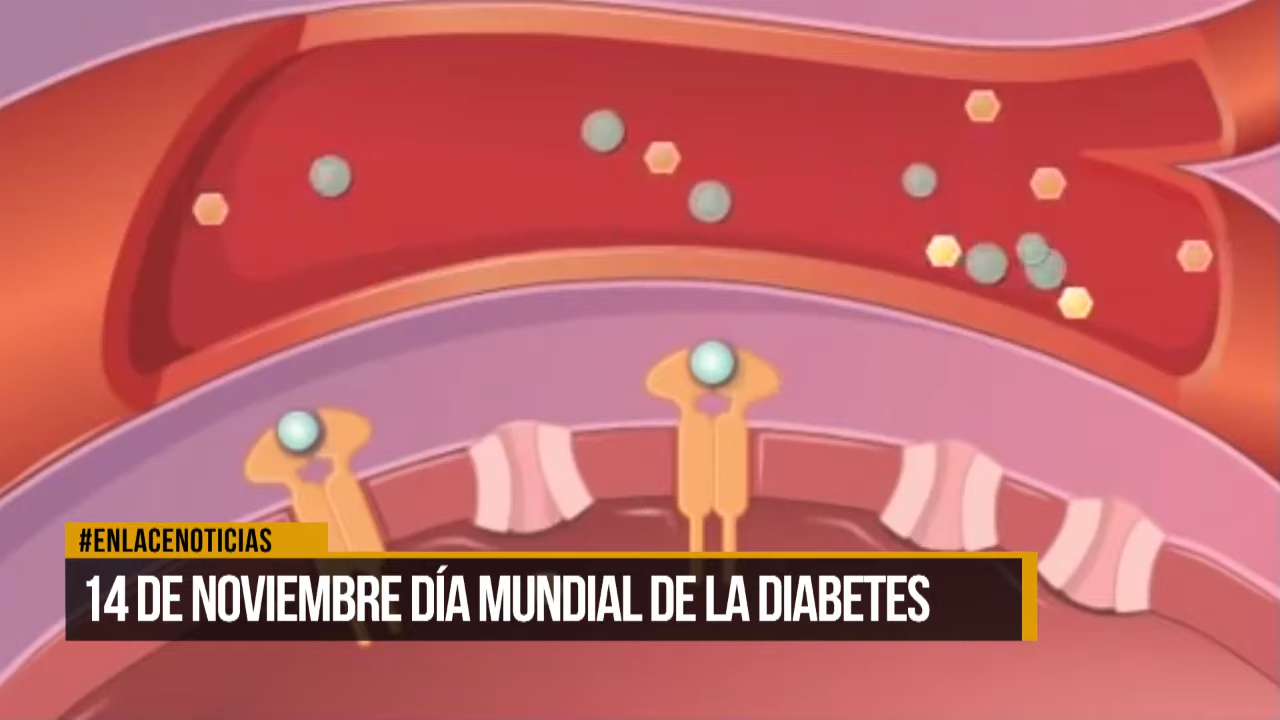 #ENLACENOTICIAS
14 DE NOVIEMBRE DÍA MUNDIAL DE LA DIABETES